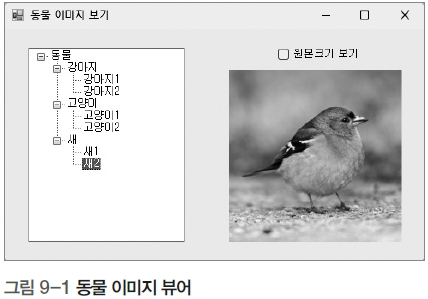 동물 이미지 보기
동물
강아지
강아지1
강아지2
고양이
고양이1
고양이2
새
새1
새2
원본크기 보기
그림 9-1 동물 이미지 뷰어